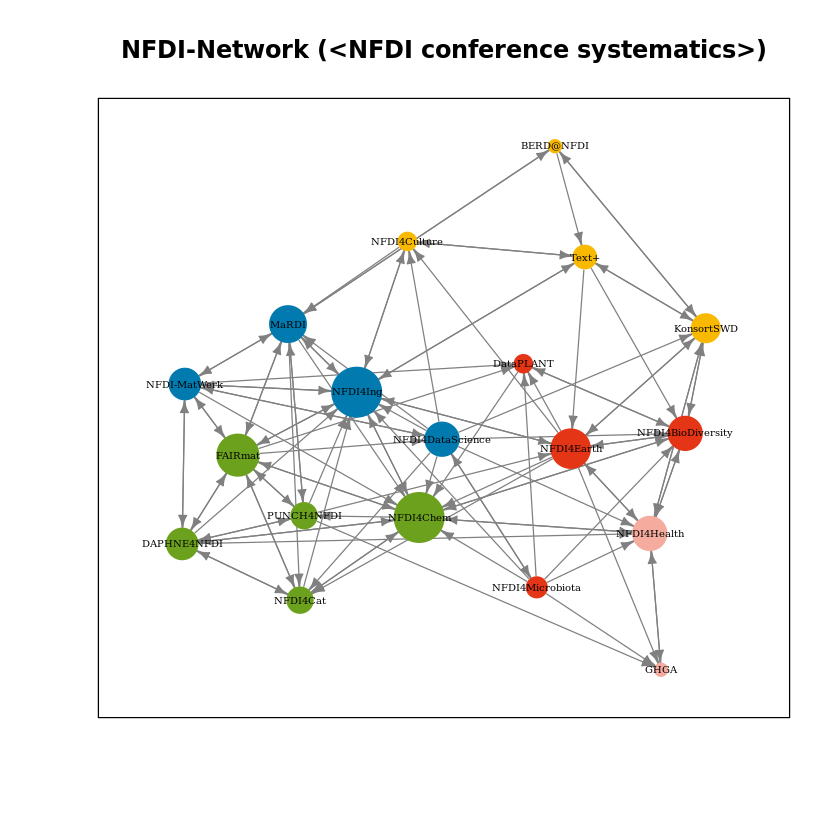 NFDI-Network (<NFDI conference systematics>)
BERD@NFDI
NFDI4Culture
Text+
MaRDI
KonsortSWD
DataPLANT
NFDI-MatWerk
NFDI4Ing
NFDI4DataScience
NFDI4BioDiversity
NFDI4Earth
FAIRmat
PUNCH4NFDI
NFDI4Chem
NFDI4Health
DAPHNE4NFDI
NFDI4Microbiota
NFDI4Cat
GHGA